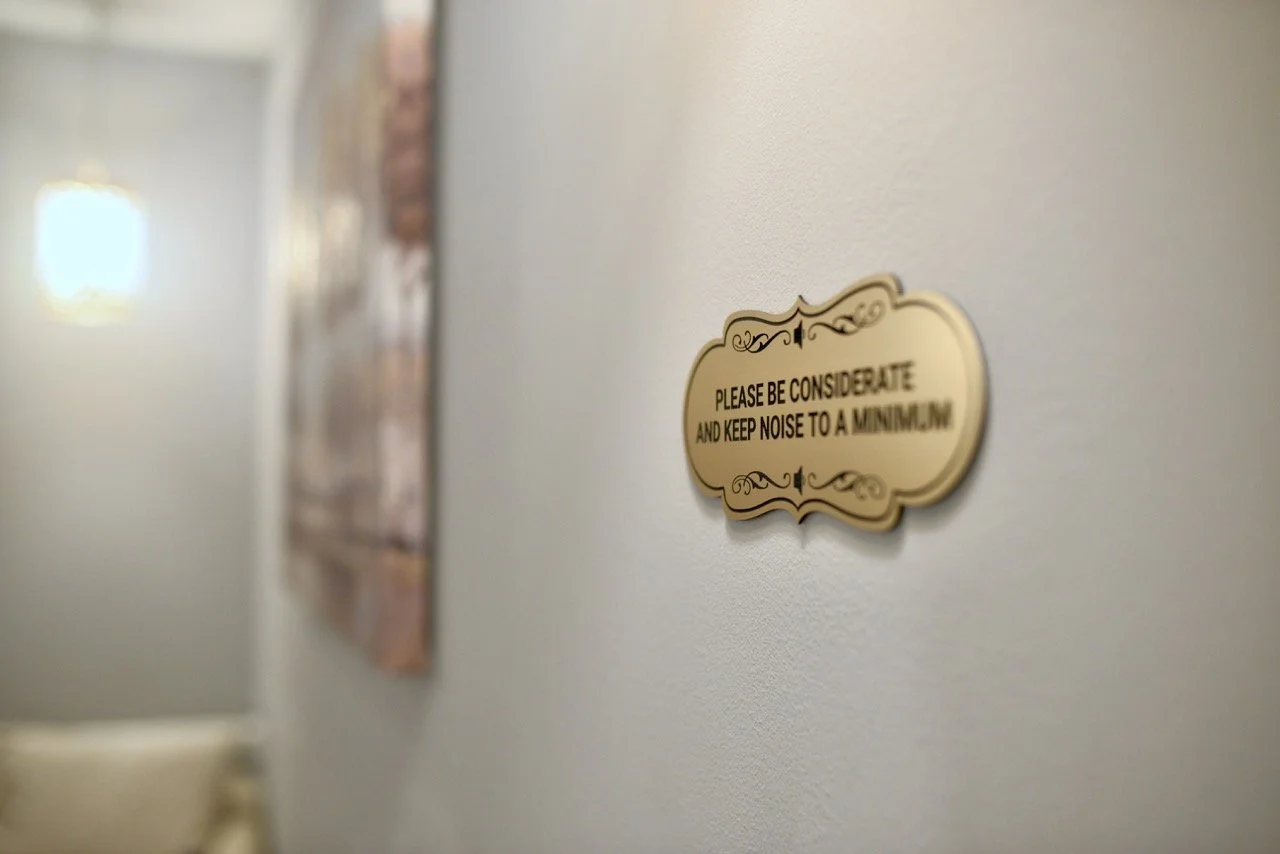 PLEASE BE CONSIDERATE
AND KEEP NOISE TO A MINIMUM